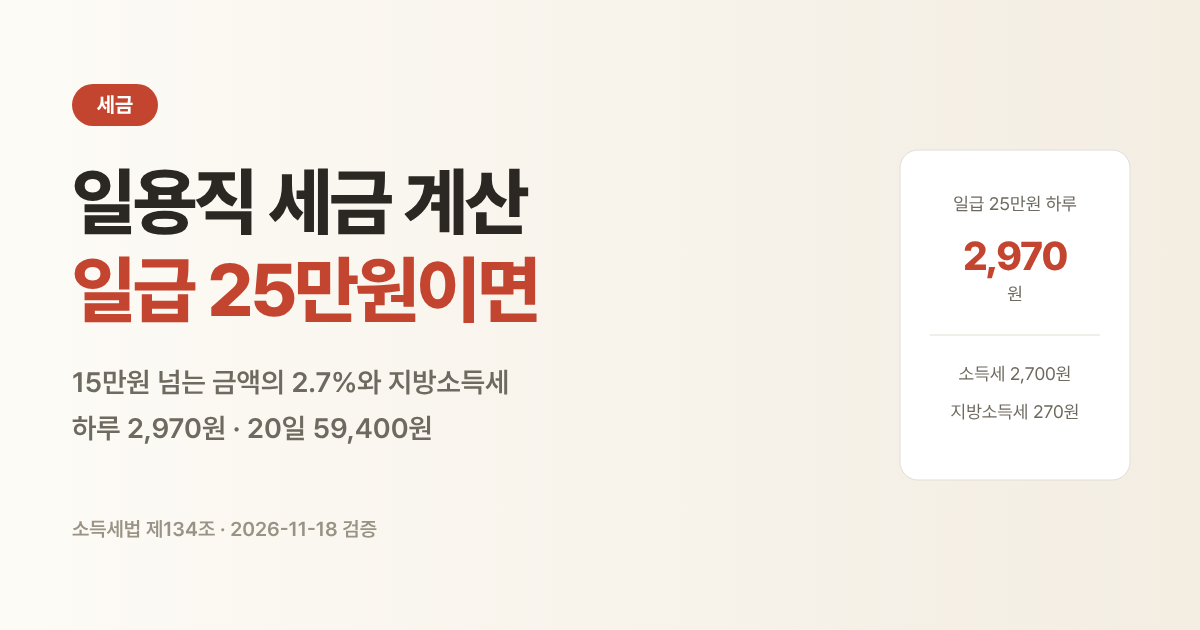 세금
일용직 세금 계산
일급 25만원이면
15만원 넘는 금액의 2.7%와 지방소득세
하루 2,970원 · 20일 59,400원
소득세법 제134조 · 2026-11-18 검증
일급 25만원 하루
2,970
원
소득세 2,700원
지방소득세 270원